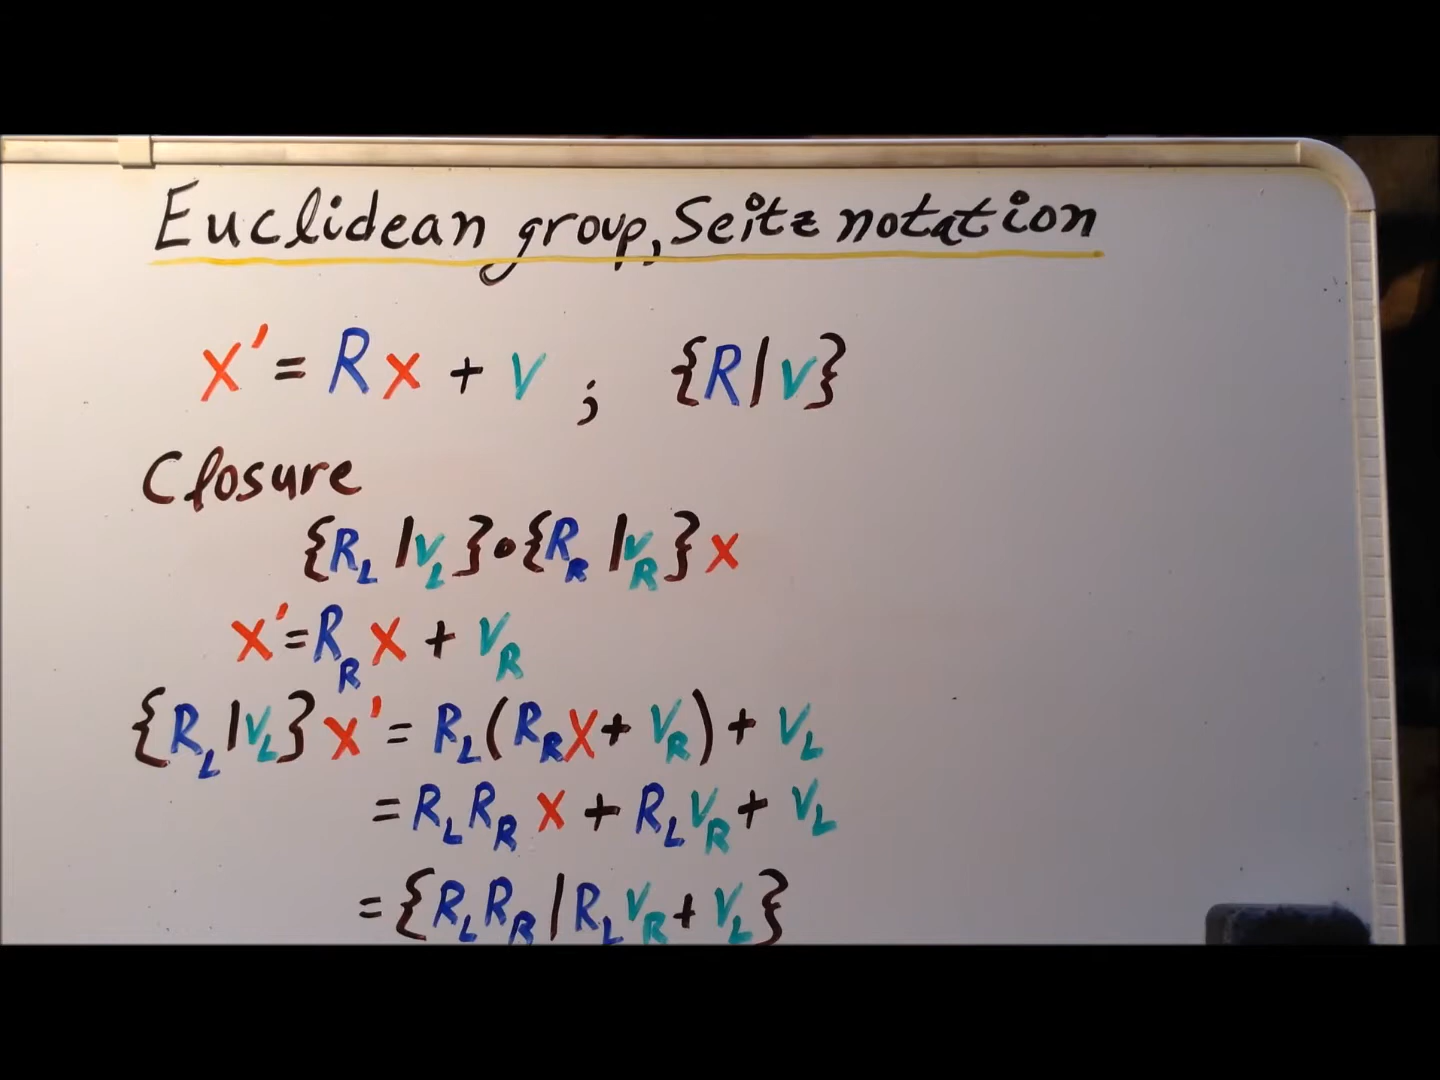 Euclidean group, Seitz notation
x' = Rx + v ; {R|v}
Closure
{R_L|v_L}•{R_R|v_R}x
x' = R_R x + v_R
{R_L|v_L}x' = R_L(R_R x + v_R) + v_L
= R_L R_R x + R_L v_R + v_L
= {R_L R_R | R_L v_R + v_L}